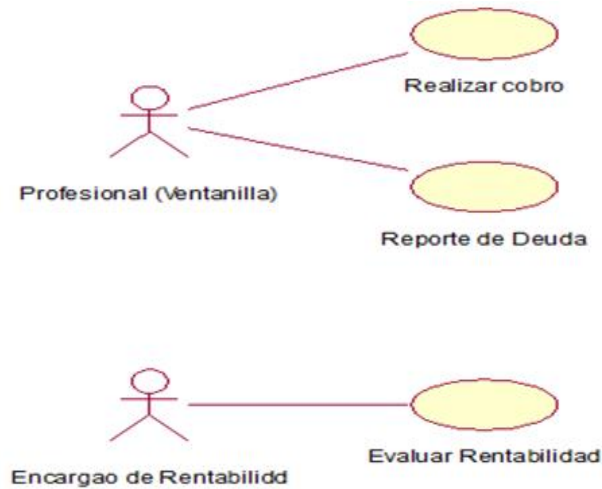 Realizar cobro
Profesional (Ventanilla)
Reporte de Deuda
Evaluar Rentabilidad
Encargao de Rentabilidd